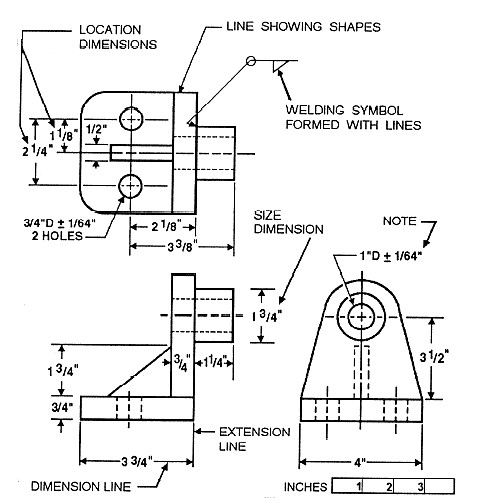 LOCATION
DIMENSIONS
LINE SHOWING SHAPES
WELDING SYMBOL
FORMED WITH LINES
1/2"
1 1/8"
2 1/4"
3/4"D ± 1/64"
2 HOLES
2 1/8"
3 3/8"
SIZE
DIMENSION
NOTE
1"D ± 1/64"
1 3/4"
3/4"
1 1/4"
1 3/4"
3/4"
3 1/2"
EXTENSION
LINE
3 3/4"
4"
DIMENSION LINE
INCHES 1 2 3